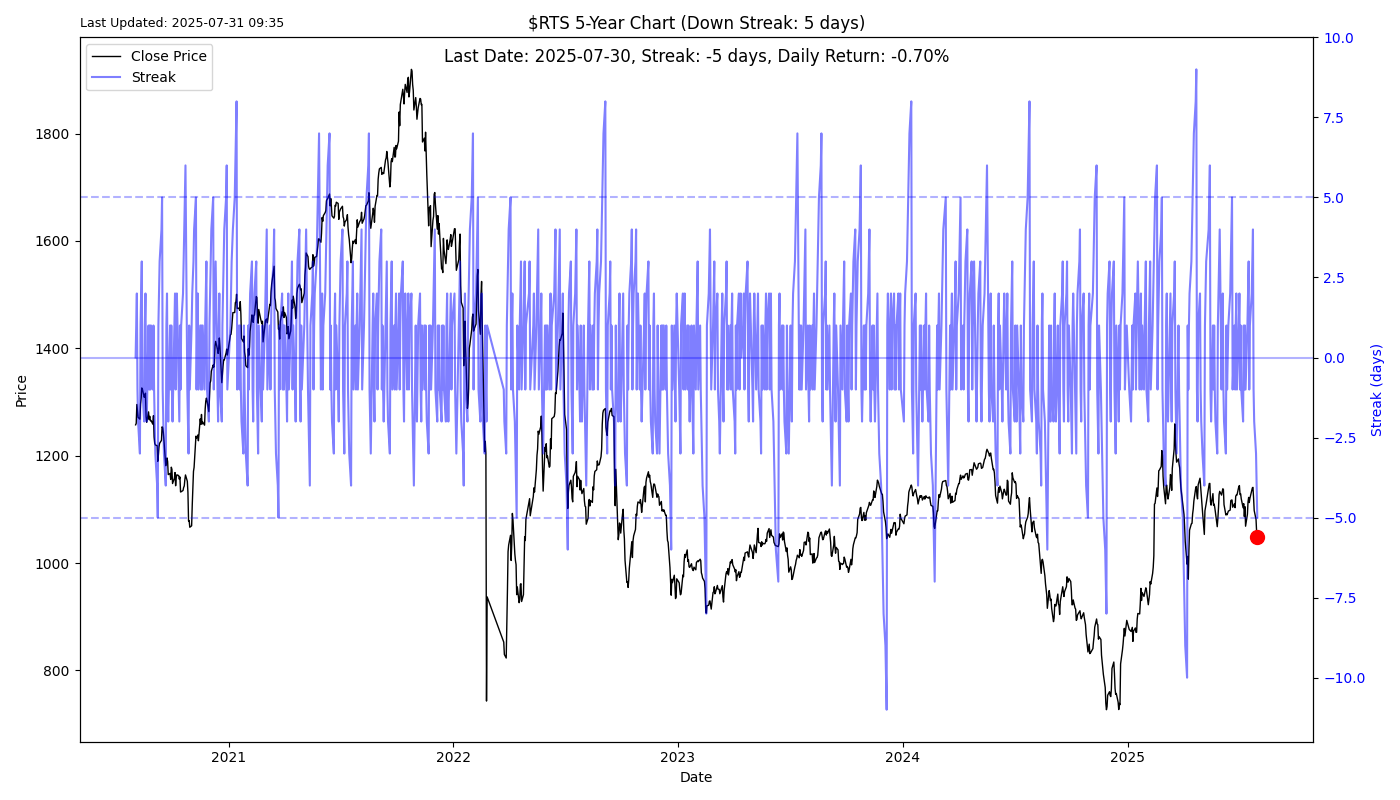 Last Updated: 2025-07-31 09:35
$RTS 5-Year Chart (Down Streak: 5 days)
Last Date: 2025-07-30, Streak: -5 days, Daily Return: -0.70%
Close Price
Streak
Price
1800
1600
1400
1200
1000
800
10.0
7.5
5.0
2.5
0.0
−2.5
−5.0
−7.5
−10.0
Streak (days)
2021
2022
2023
2024
2025
Date